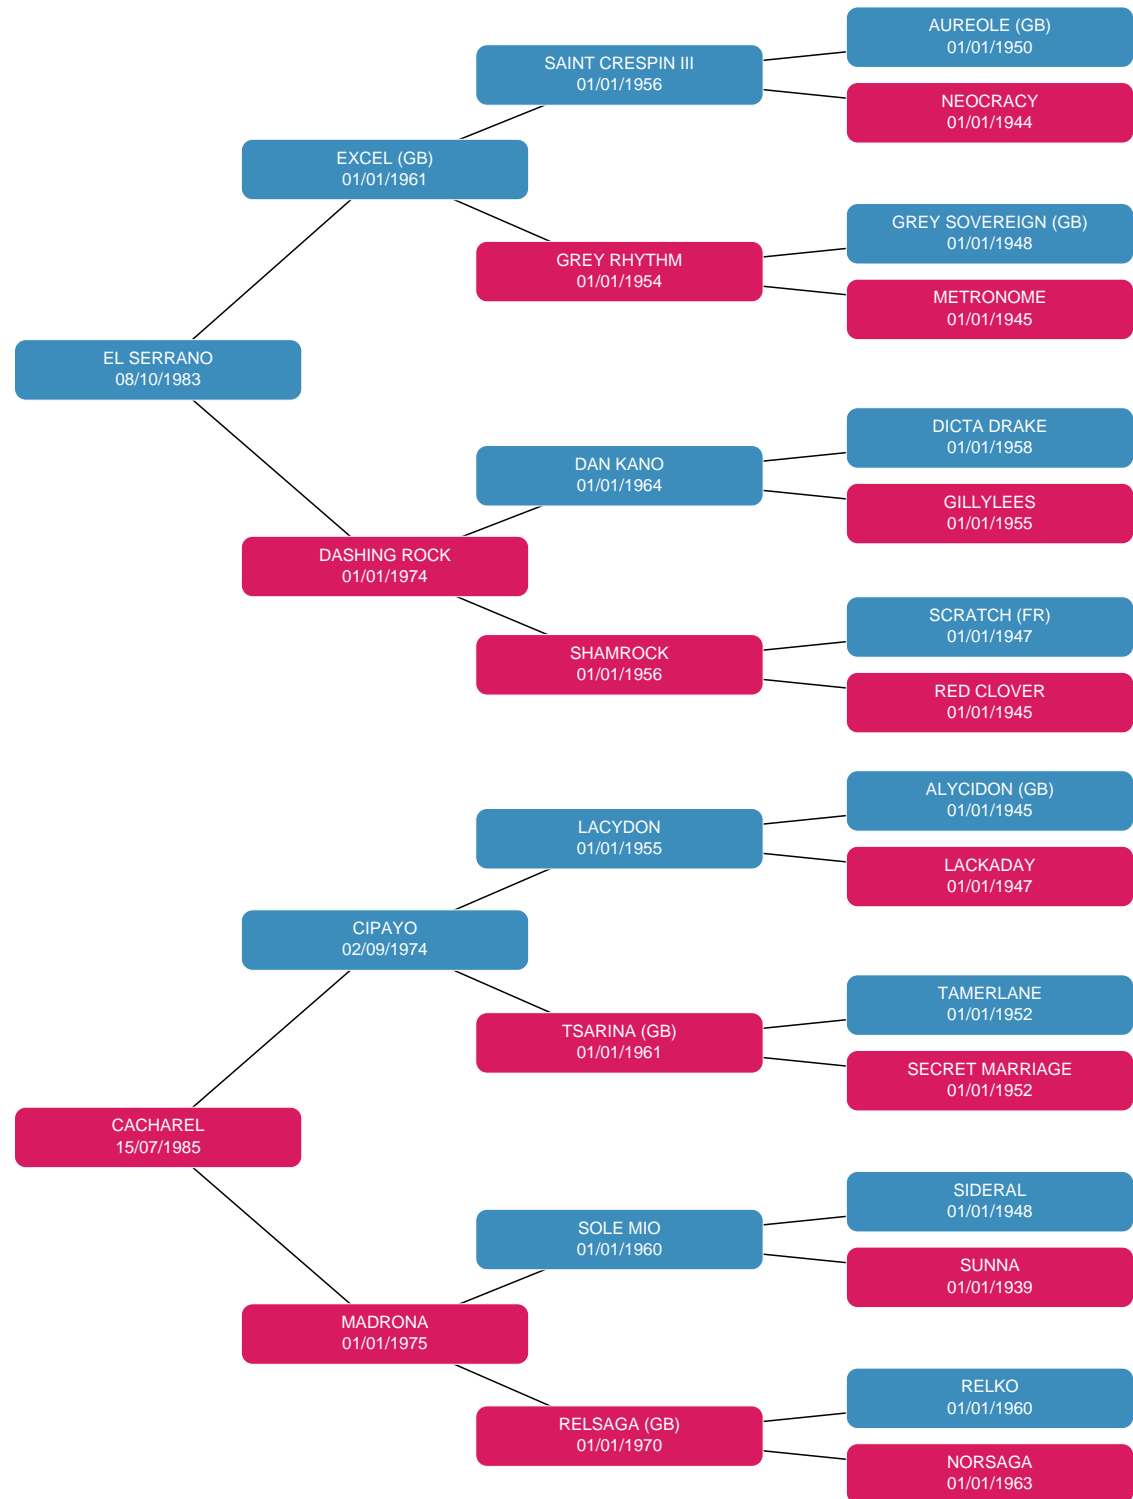 AUREOLE (GB)
01/01/1950
SAINT CRESPIN III
01/01/1956
NEOCRACY
01/01/1944
EXCEL (GB)
01/01/1961
GREY SOVEREIGN (GB)
01/01/1948
GREY RHYTHM
01/01/1954
METRONOME
01/01/1945
EL SERRANO
08/10/1983
DICTA DRAKE
01/01/1958
DAN KANO
01/01/1964
GILLYLEES
01/01/1955
DASHING ROCK
01/01/1974
SCRATCH (FR)
01/01/1947
SHAMROCK
01/01/1956
RED CLOVER
01/01/1945
ALYCIDON (GB)
01/01/1945
LACYDON
01/01/1955
LACKADAY
01/01/1947
CIPAYO
02/09/1974
TAMERLANE
01/01/1952
TSARINA (GB)
01/01/1961
SECRET MARRIAGE
01/01/1952
CACHAREL
15/07/1985
SIDERAL
01/01/1948
SOLE MIO
01/01/1960
SUNNA
01/01/1939
MADRONA
01/01/1975
RELKO
01/01/1960
RELSAGA (GB)
01/01/1970
NORSAGA
01/01/1963